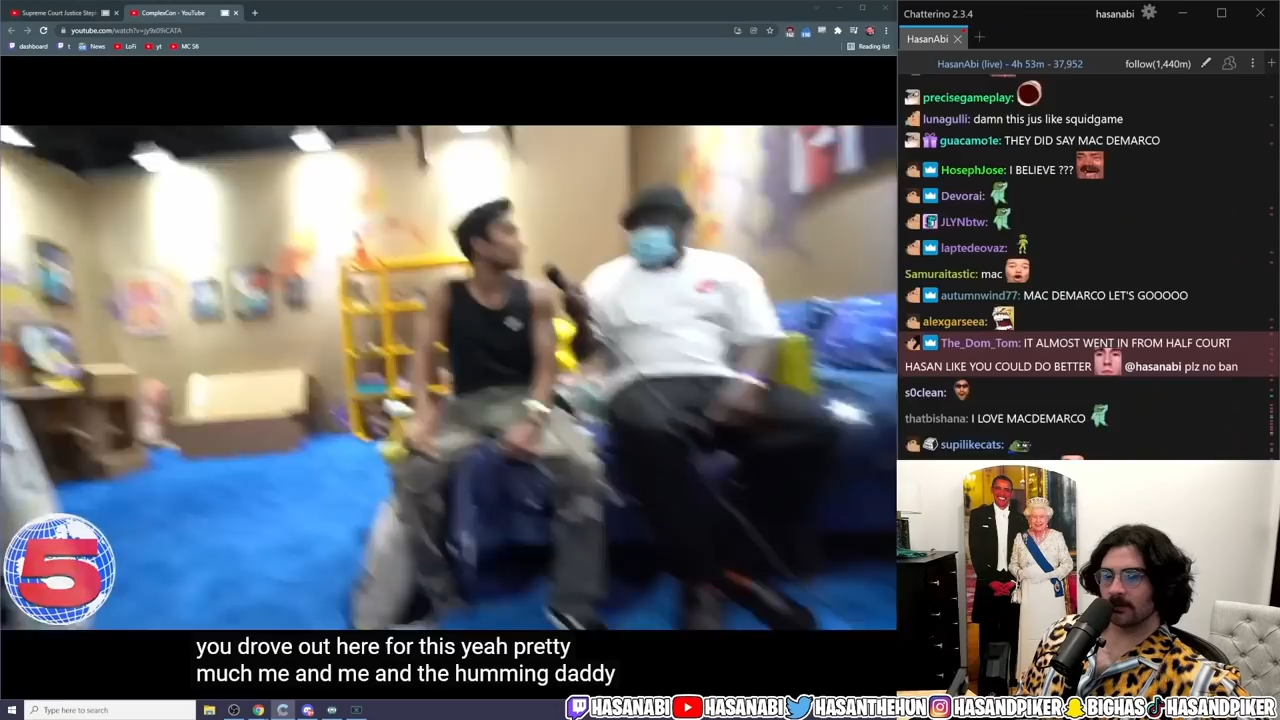 Supreme Court Justice Step
ComplexCon - YouTube
youtube.com/watch?v=jy9x09iCATA
dashboard
t
News
LoFi
yt
MC S6
Reading list
5
you drove out here for this yeah pretty
much me and me and the humming daddy
Type here to search
Chatterino 2.3.4
hasanabi
HasanAbi
HasanAbi (live) - 4h 53m - 37,952
follow(1,440m)
precisegameplay:
lunagulli: damn this jus like squidgame
guacamo1e: THEY DID SAY MAC DEMARCO
HosephJose: I BELIEVE ???
Devorai:
JLYNbtw:
laptedeovaz:
Samuraitastic: mac
autumnwind77: MAC DEMARCO LET'S GOOOOO
alexgarseea:
The_Dom_Tom: IT ALMOST WENT IN FROM HALF COURT
HASAN LIKE YOU COULD DO BETTER @hasanabi plz no ban
s0clean:
thatbishana: I LOVE MACDEMARCO
supilikecats:
HASANABI HASANABI HASANTHEHUN HASANDPIKER BIGHAS HASANDPIKER